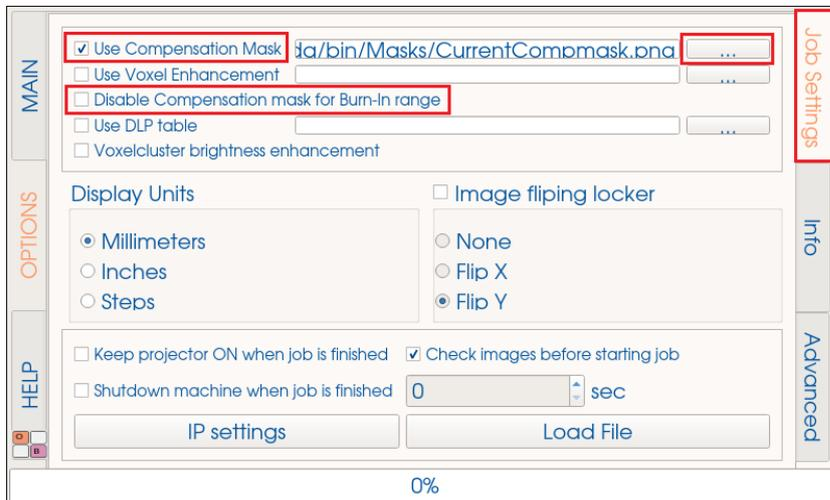 MAIN
OPTIONS
HELP
O
B
Use Compensation Mask da/bin/Masks/CurrentCompmask.png ...
Use Voxel Enhancement ...
Disable Compensation mask for Burn-In range
Use DLP table ...
Voxelcluster brightness enhancement
Display Units
Millimeters
Inches
Steps
Image fliping locker
None
Flip X
Flip Y
Keep projector ON when job is finished
Check images before starting job
Shutdown machine when job is finished
0 sec
IP settings
Load File
0%
Job Settings
Info
Advanced